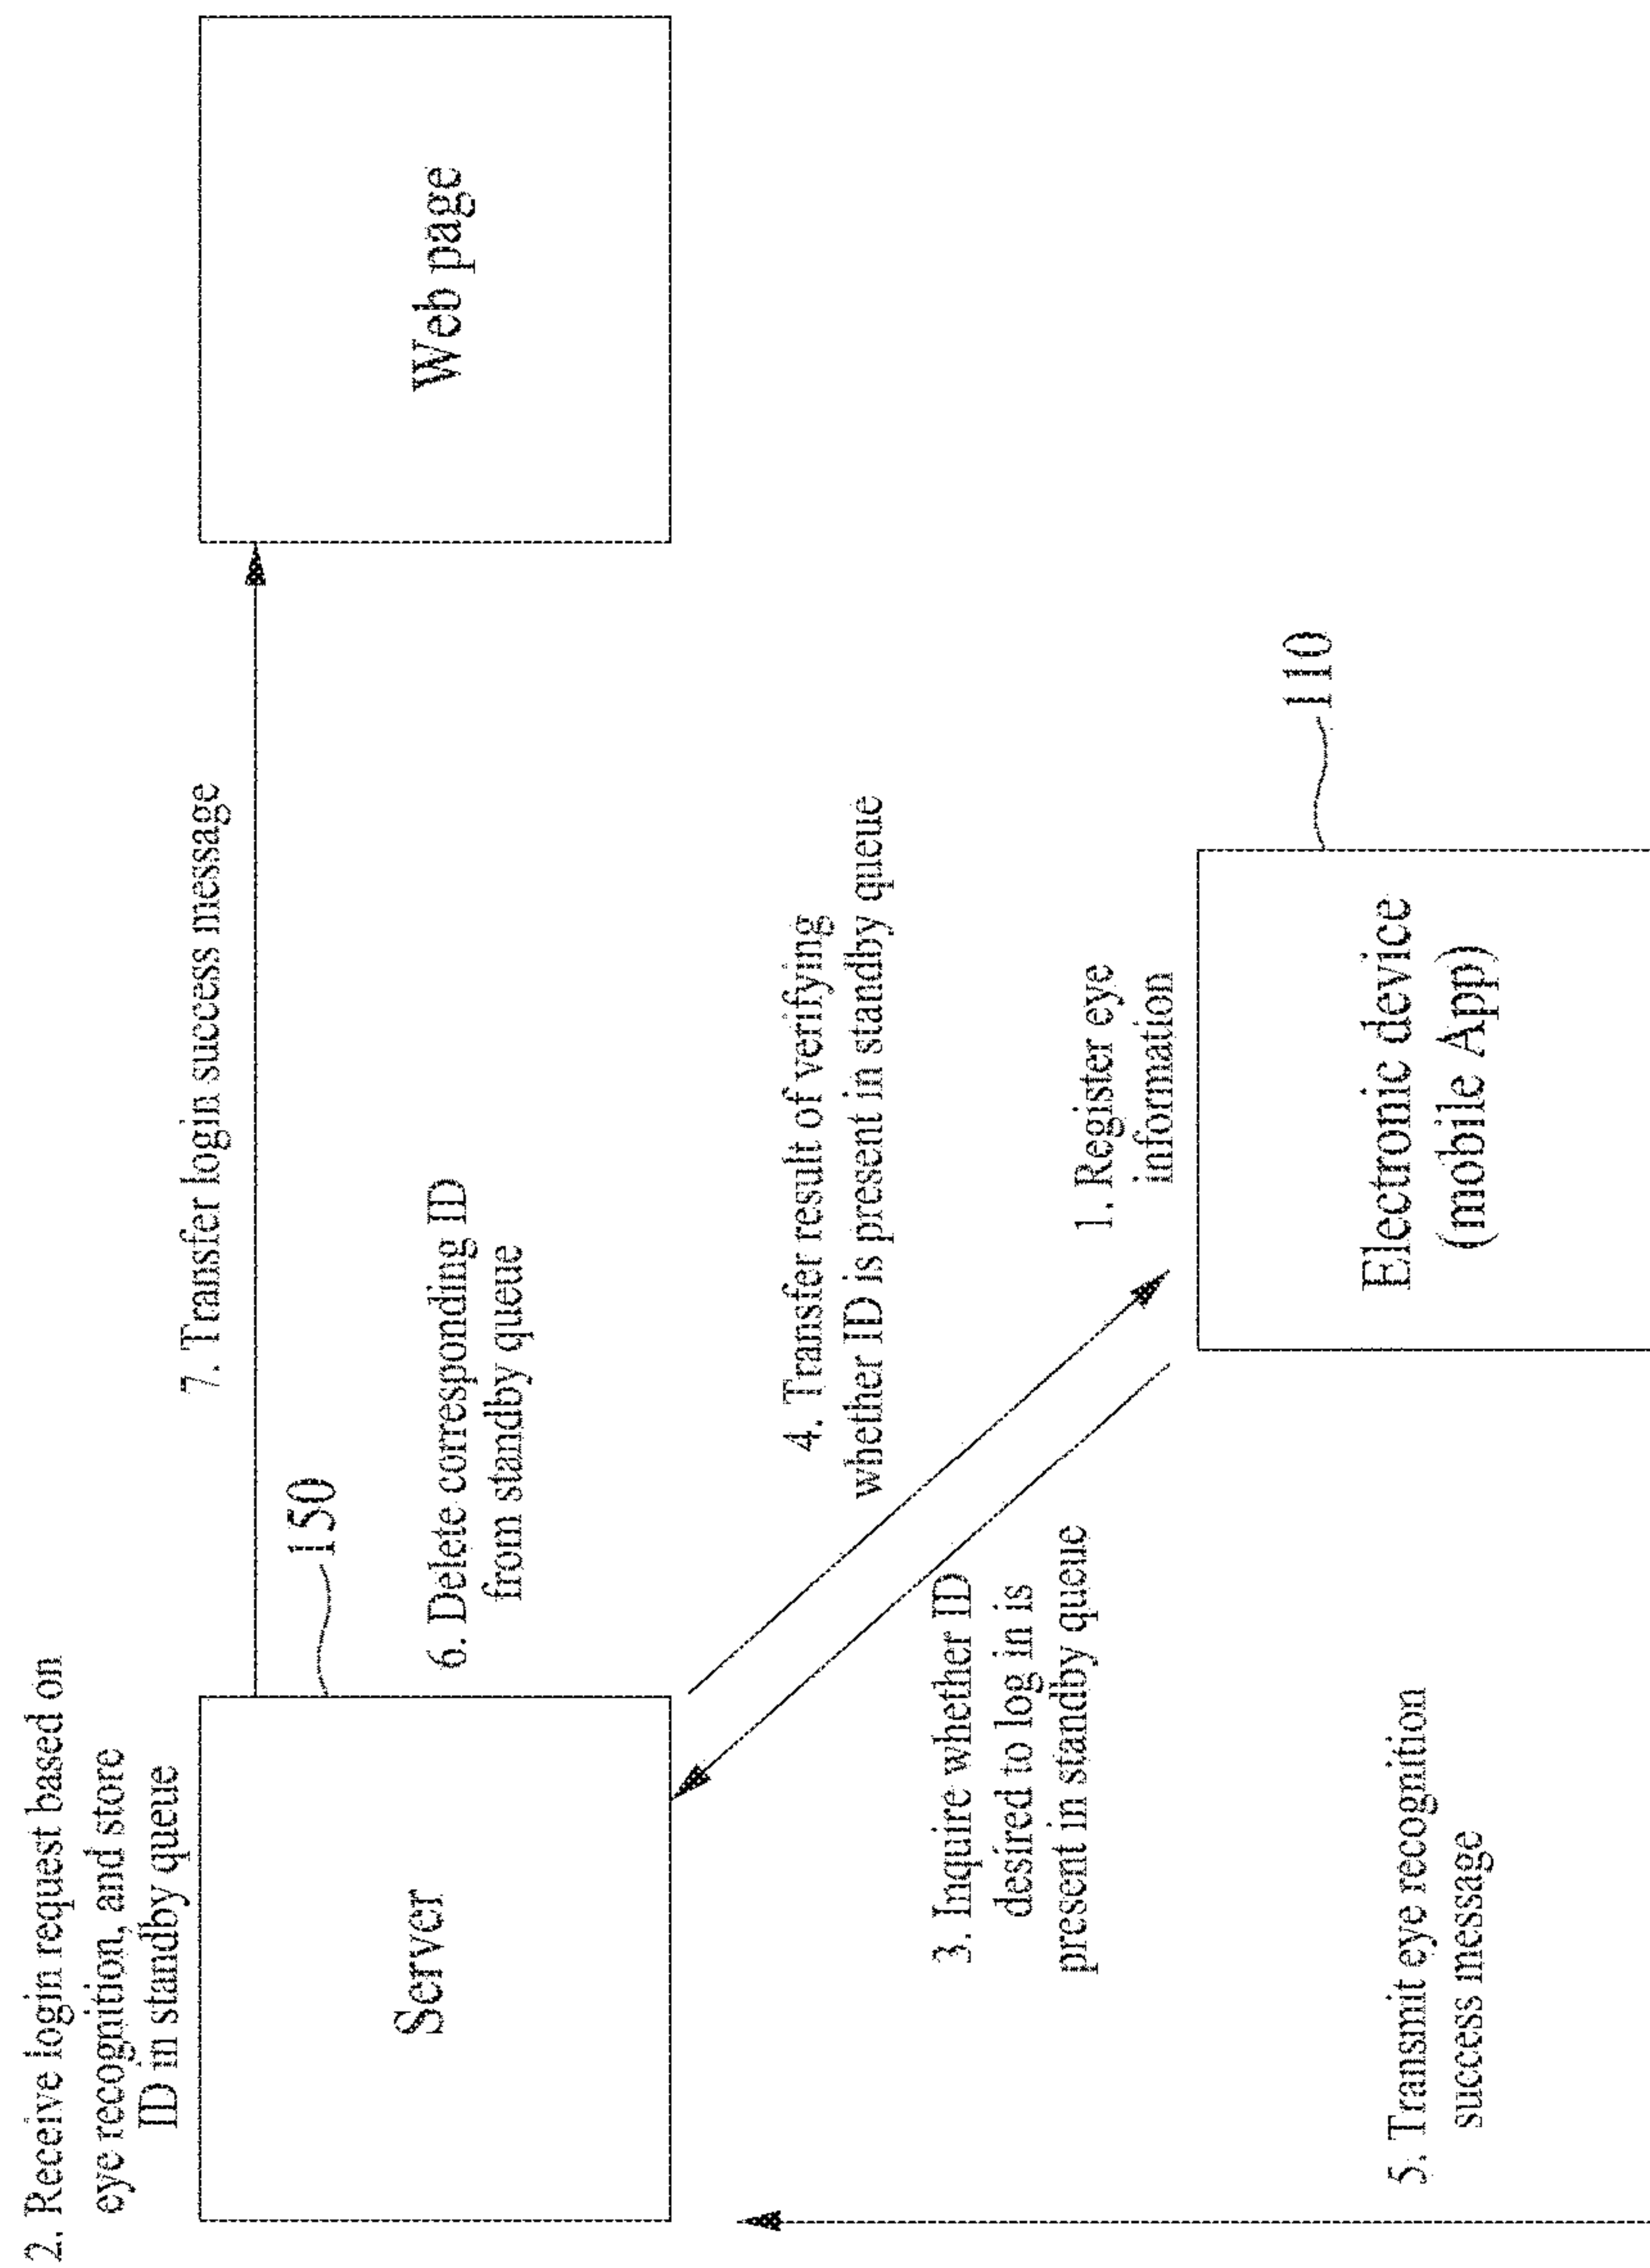 2. Receive login request based on
eye recognition, and store
ID in standby queue
7. Transfer login success message
150
Server
Web page
6. Delete corresponding ID
from standby queue
4. Transfer result of verifying
whether ID is present in standby queue
3. Inquire whether ID
desired to log in is
present in standby queue
1. Register eye
information
110
Electronic device
(mobile App)
5. Transmit eye recognition
success message